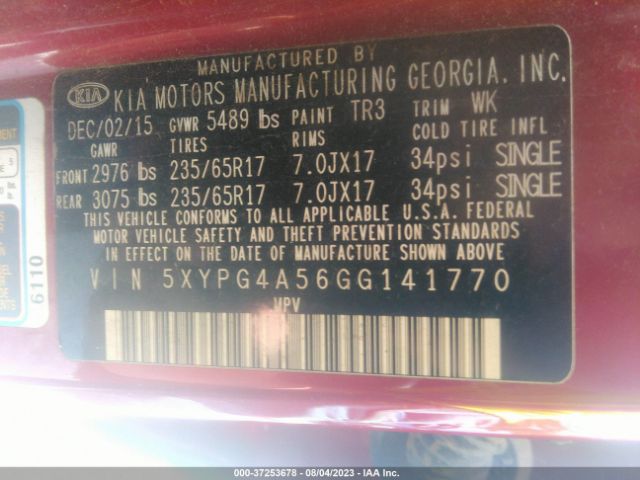 MANUFACTURED BY
KIA KIA MOTORS MANUFACTURING GEORGIA, INC.
DEC/02/15 GVWR 5489 lbs PAINT TR3 TRIM WK
GAWR TIRES RIMS COLD TIRE INFL
FRONT 2976 lbs 235/65R17 7.0JX17 34psi SINGLE
REAR 3075 lbs 235/65R17 7.0JX17 34psi SINGLE
THIS VEHICLE CONFORMS TO ALL APPLICABLE U.S.A. FEDERAL
MOTOR VEHICLE SAFETY AND THEFT PREVENTION STANDARDS
IN EFFECT ON THE DATE OF MANUFACTURE SHOWN ABOVE.
VIN 5XYPG4A56GG141770
MPV
6110
000-37253678 - 08/04/2023 - IAA Inc.